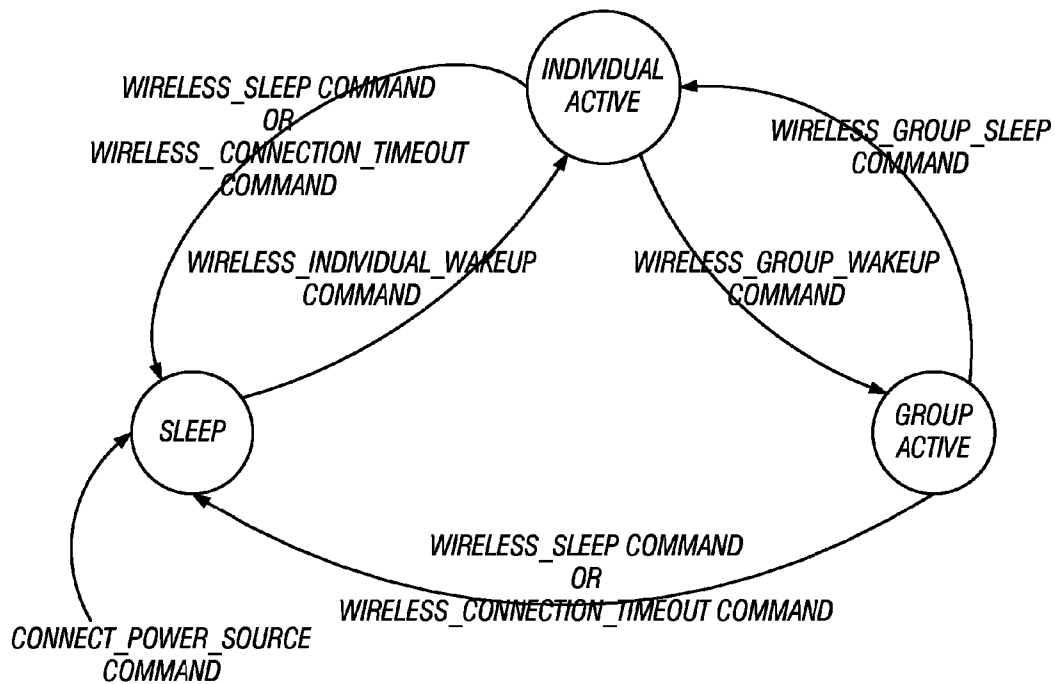 INDIVIDUAL
ACTIVE
WIRELESS_SLEEP COMMAND
OR
WIRELESS_CONNECTION_TIMEOUT
COMMAND
WIRELESS_GROUP_SLEEP
COMMAND
WIRELESS_INDIVIDUAL_WAKEUP
COMMAND
WIRELESS_GROUP_WAKEUP
COMMAND
SLEEP
GROUP
ACTIVE
WIRELESS_SLEEP COMMAND
OR
WIRELESS_CONNECTION_TIMEOUT COMMAND
CONNECT_POWER_SOURCE
COMMAND